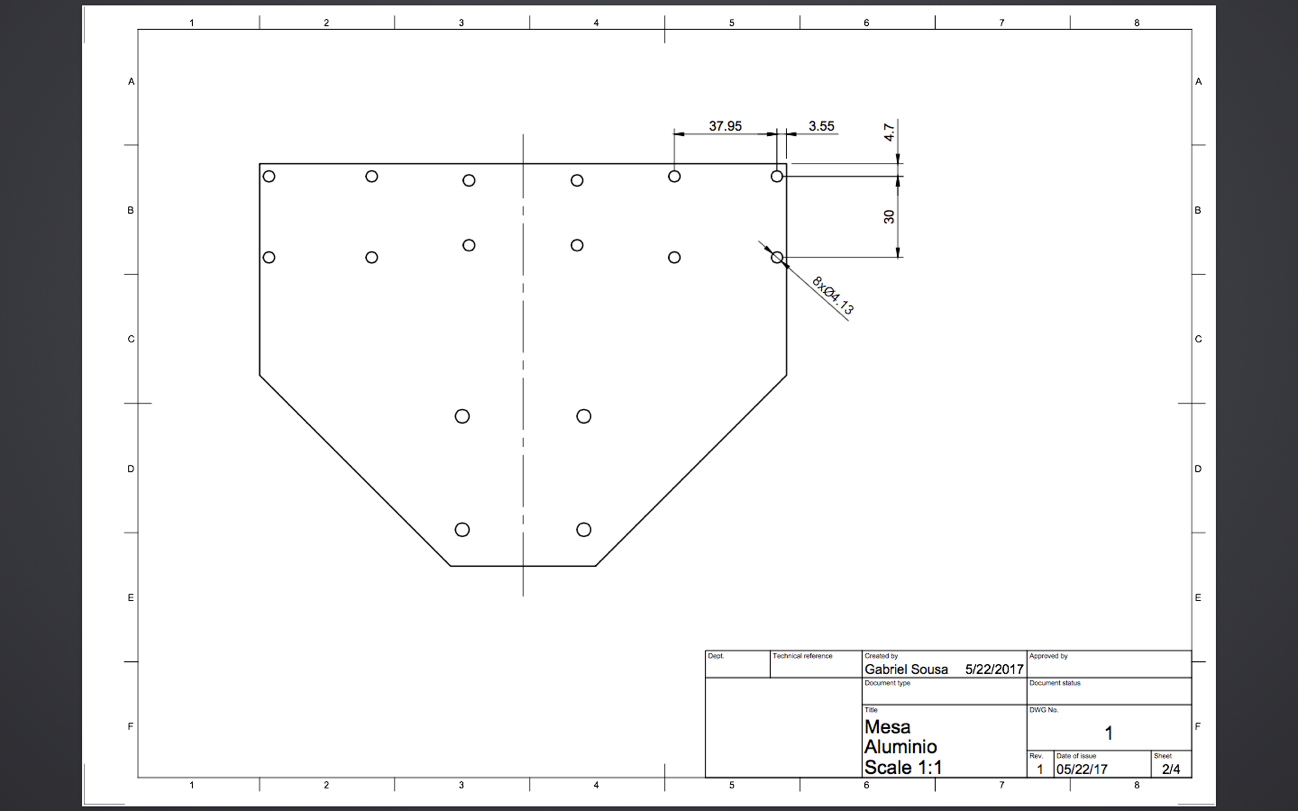 1 2 3 4 5 6 7 8
A A
37.95 3.55 4.7
B B
30
8xØ4.13
C C
D D
E E
Dept. Technical reference Created by Approved by
Gabriel Sousa 5/22/2017
Document type Document status
Title DWG No.
Mesa
Aluminio
Scale 1:1
1
F F
Rev. Date of issue Sheet
1 05/22/17 2/4
1 2 3 4 5 6 7 8